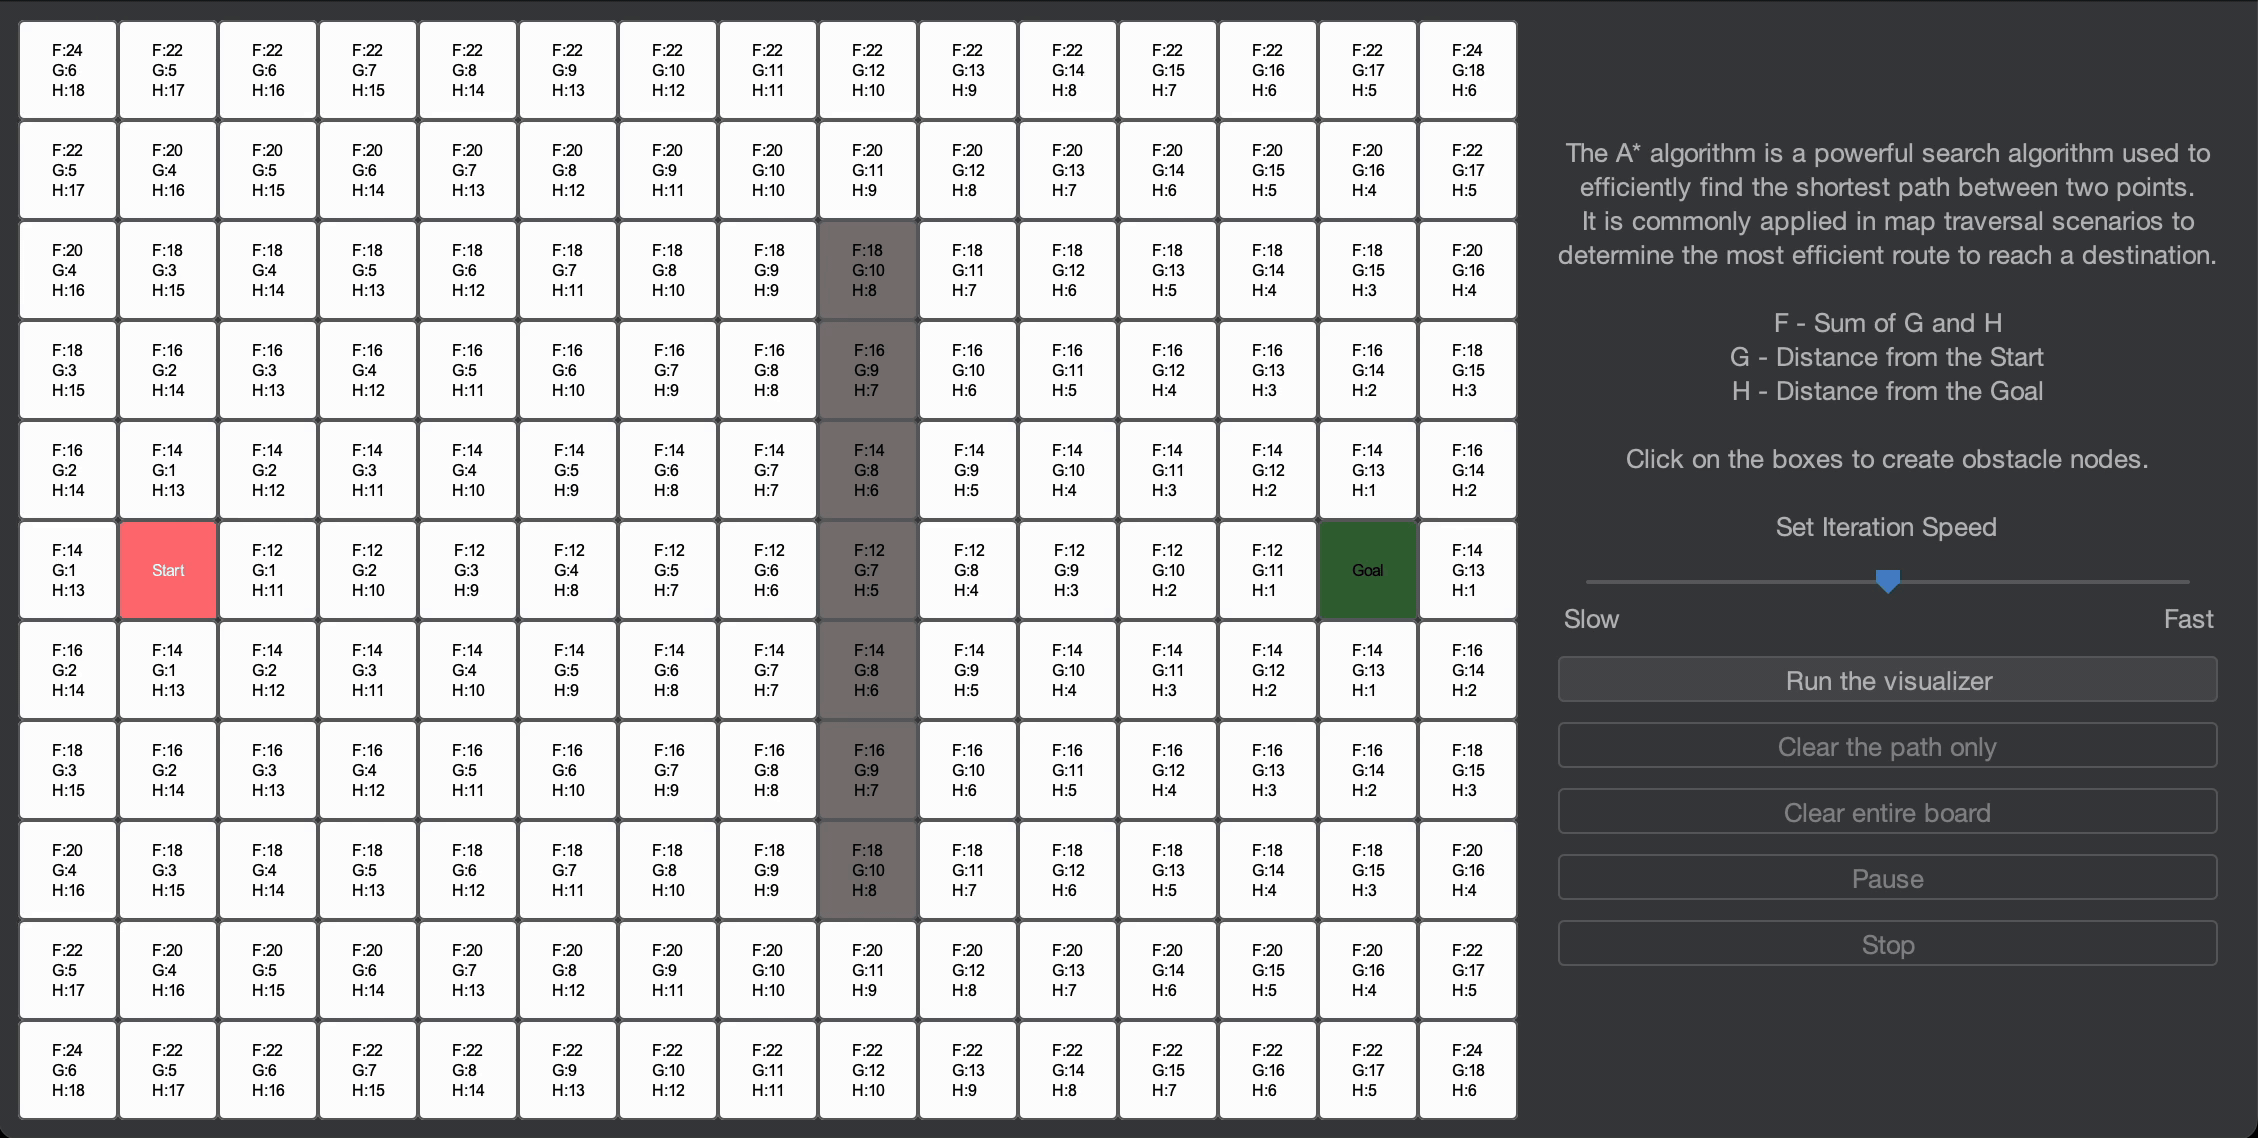 F:24 F:22 F:22 F:22 F:22 F:22 F:22 F:22 F:22 F:22 F:22 F:22 F:22 F:22 F:24
G:6 G:5 G:6 G:7 G:8 G:9 G:10 G:11 G:12 G:13 G:14 G:15 G:16 G:17 G:18
H:18 H:17 H:16 H:15 H:14 H:13 H:12 H:11 H:10 H:9 H:8 H:7 H:6 H:5 H:6
F:22 F:20 F:20 F:20 F:20 F:20 F:20 F:20 F:20 F:20 F:20 F:20 F:20 F:20 F:22
G:5 G:4 G:5 G:6 G:7 G:8 G:9 G:10 G:11 G:12 G:13 G:14 G:15 G:16 G:17
H:17 H:16 H:15 H:14 H:13 H:12 H:11 H:10 H:9 H:8 H:7 H:6 H:5 H:4 H:5
F:20 F:18 F:18 F:18 F:18 F:18 F:18 F:18 F:18 F:18 F:18 F:18 F:18 F:18 F:20
G:4 G:3 G:4 G:5 G:6 G:7 G:8 G:9 G:10 G:11 G:12 G:13 G:14 G:15 G:16
H:16 H:15 H:14 H:13 H:12 H:11 H:10 H:9 H:8 H:7 H:6 H:5 H:4 H:3 H:4
F:18 F:16 F:16 F:16 F:16 F:16 F:16 F:16 F:16 F:16 F:16 F:16 F:16 F:16 F:18
G:3 G:2 G:3 G:4 G:5 G:6 G:7 G:8 G:9 G:10 G:11 G:12 G:13 G:14 G:15
H:15 H:14 H:13 H:12 H:11 H:10 H:9 H:8 H:7 H:6 H:5 H:4 H:3 H:2 H:3
F:16 F:14 F:14 F:14 F:14 F:14 F:14 F:14 F:14 F:14 F:14 F:14 F:14 F:14 F:16
G:2 G:1 G:2 G:3 G:4 G:5 G:6 G:7 G:8 G:9 G:10 G:11 G:12 G:13 G:14
H:14 H:13 H:12 H:11 H:10 H:9 H:8 H:7 H:6 H:5 H:4 H:3 H:2 H:1 H:2
F:14 F:12 F:12 F:12 F:12 F:12 F:12 F:12 F:12 F:12 F:12 F:12 F:14
G:1 Start G:1 G:2 G:3 G:4 G:5 G:6 G:7 G:8 G:9 G:10 G:11 Goal G:13
H:13 H:11 H:10 H:9 H:8 H:7 H:6 H:5 H:4 H:3 H:2 H:1 H:1
F:16 F:14 F:14 F:14 F:14 F:14 F:14 F:14 F:14 F:14 F:14 F:14 F:14 F:14 F:16
G:2 G:1 G:2 G:3 G:4 G:5 G:6 G:7 G:8 G:9 G:10 G:11 G:12 G:13 G:14
H:14 H:13 H:12 H:11 H:10 H:9 H:8 H:7 H:6 H:5 H:4 H:3 H:2 H:1 H:2
F:18 F:16 F:16 F:16 F:16 F:16 F:16 F:16 F:16 F:16 F:16 F:16 F:16 F:16 F:18
G:3 G:2 G:3 G:4 G:5 G:6 G:7 G:8 G:9 G:10 G:11 G:12 G:13 G:14 G:15
H:15 H:14 H:13 H:12 H:11 H:10 H:9 H:8 H:7 H:6 H:5 H:4 H:3 H:2 H:3
F:20 F:18 F:18 F:18 F:18 F:18 F:18 F:18 F:18 F:18 F:18 F:18 F:18 F:18 F:20
G:4 G:3 G:4 G:5 G:6 G:7 G:8 G:9 G:10 G:11 G:12 G:13 G:14 G:15 G:16
H:16 H:15 H:14 H:13 H:12 H:11 H:10 H:9 H:8 H:7 H:6 H:5 H:4 H:3 H:4
F:22 F:20 F:20 F:20 F:20 F:20 F:20 F:20 F:20 F:20 F:20 F:20 F:20 F:20 F:22
G:5 G:4 G:5 G:6 G:7 G:8 G:9 G:10 G:11 G:12 G:13 G:14 G:15 G:16 G:17
H:17 H:16 H:15 H:14 H:13 H:12 H:11 H:10 H:9 H:8 H:7 H:6 H:5 H:4 H:5
F:24 F:22 F:22 F:22 F:22 F:22 F:22 F:22 F:22 F:22 F:22 F:22 F:22 F:22 F:24
G:6 G:5 G:6 G:7 G:8 G:9 G:10 G:11 G:12 G:13 G:14 G:15 G:16 G:17 G:18
H:18 H:17 H:16 H:15 H:14 H:13 H:12 H:11 H:10 H:9 H:8 H:7 H:6 H:5 H:6
The A* algorithm is a powerful search algorithm used to
efficiently find the shortest path between two points.
It is commonly applied in map traversal scenarios to
determine the most efficient route to reach a destination.
F - Sum of G and H
G - Distance from the Start
H - Distance from the Goal
Click on the boxes to create obstacle nodes.
Set Iteration Speed
Slow Fast
Run the visualizer
Clear the path only
Clear entire board
Pause
Stop